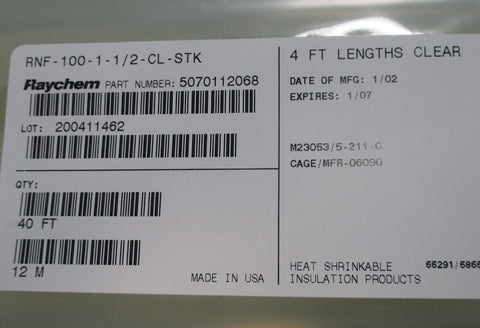 RNF-100-1-1/2-CL-STK
Raychem PART NUMBER: 5070112068
LOT: 200411462
QTY:
40 FT
12 M
MADE IN USA
4 FT LENGTHS CLEAR
DATE OF MFG: 1/02
EXPIRES: 1/07
M23053/5-211-C
CAGE/MFR-06090
HEAT SHRINKABLE
INSULATION PRODUCTS